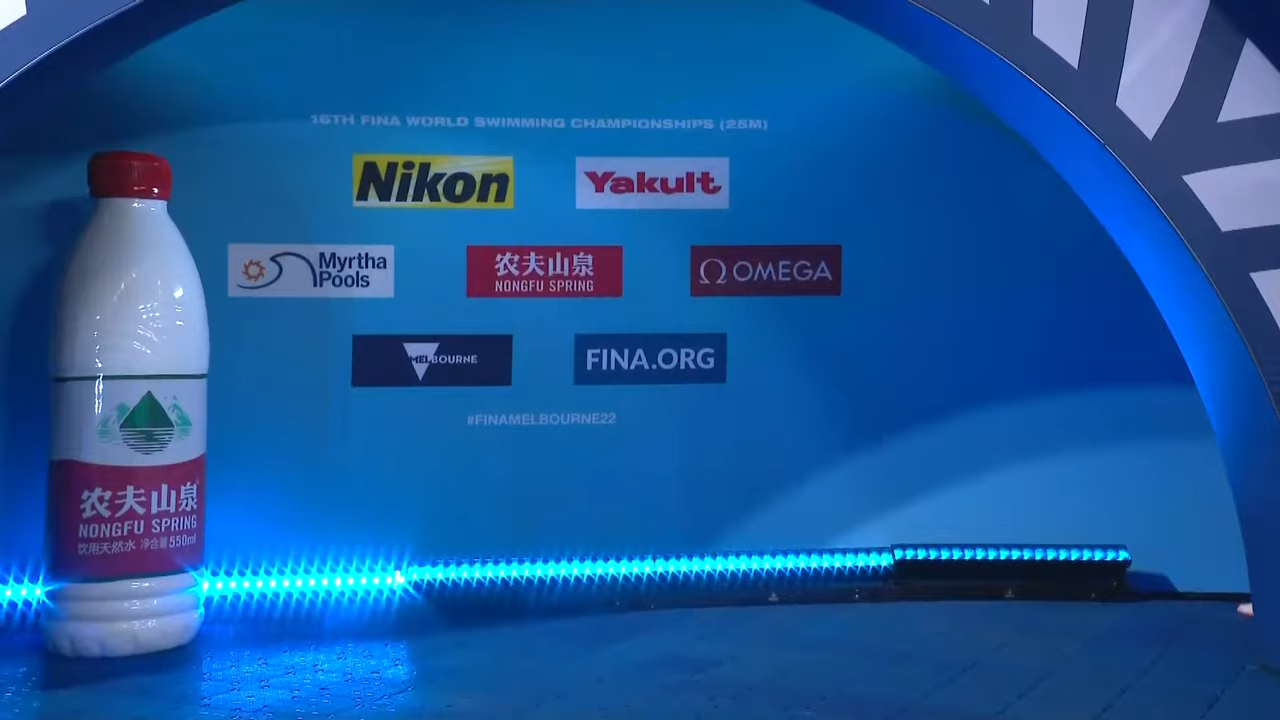 16TH FINA WORLD SWIMMING CHAMPIONSHIPS (25M)
Nikon
Yakult
Myrtha
Pools
农夫山泉
NONGFU SPRING
OMEGA
MELBOURNE
FINA.ORG
#FINAMELBOURNE22
农夫山泉
NONGFU SPRING
饮用天然水 净含量550ml